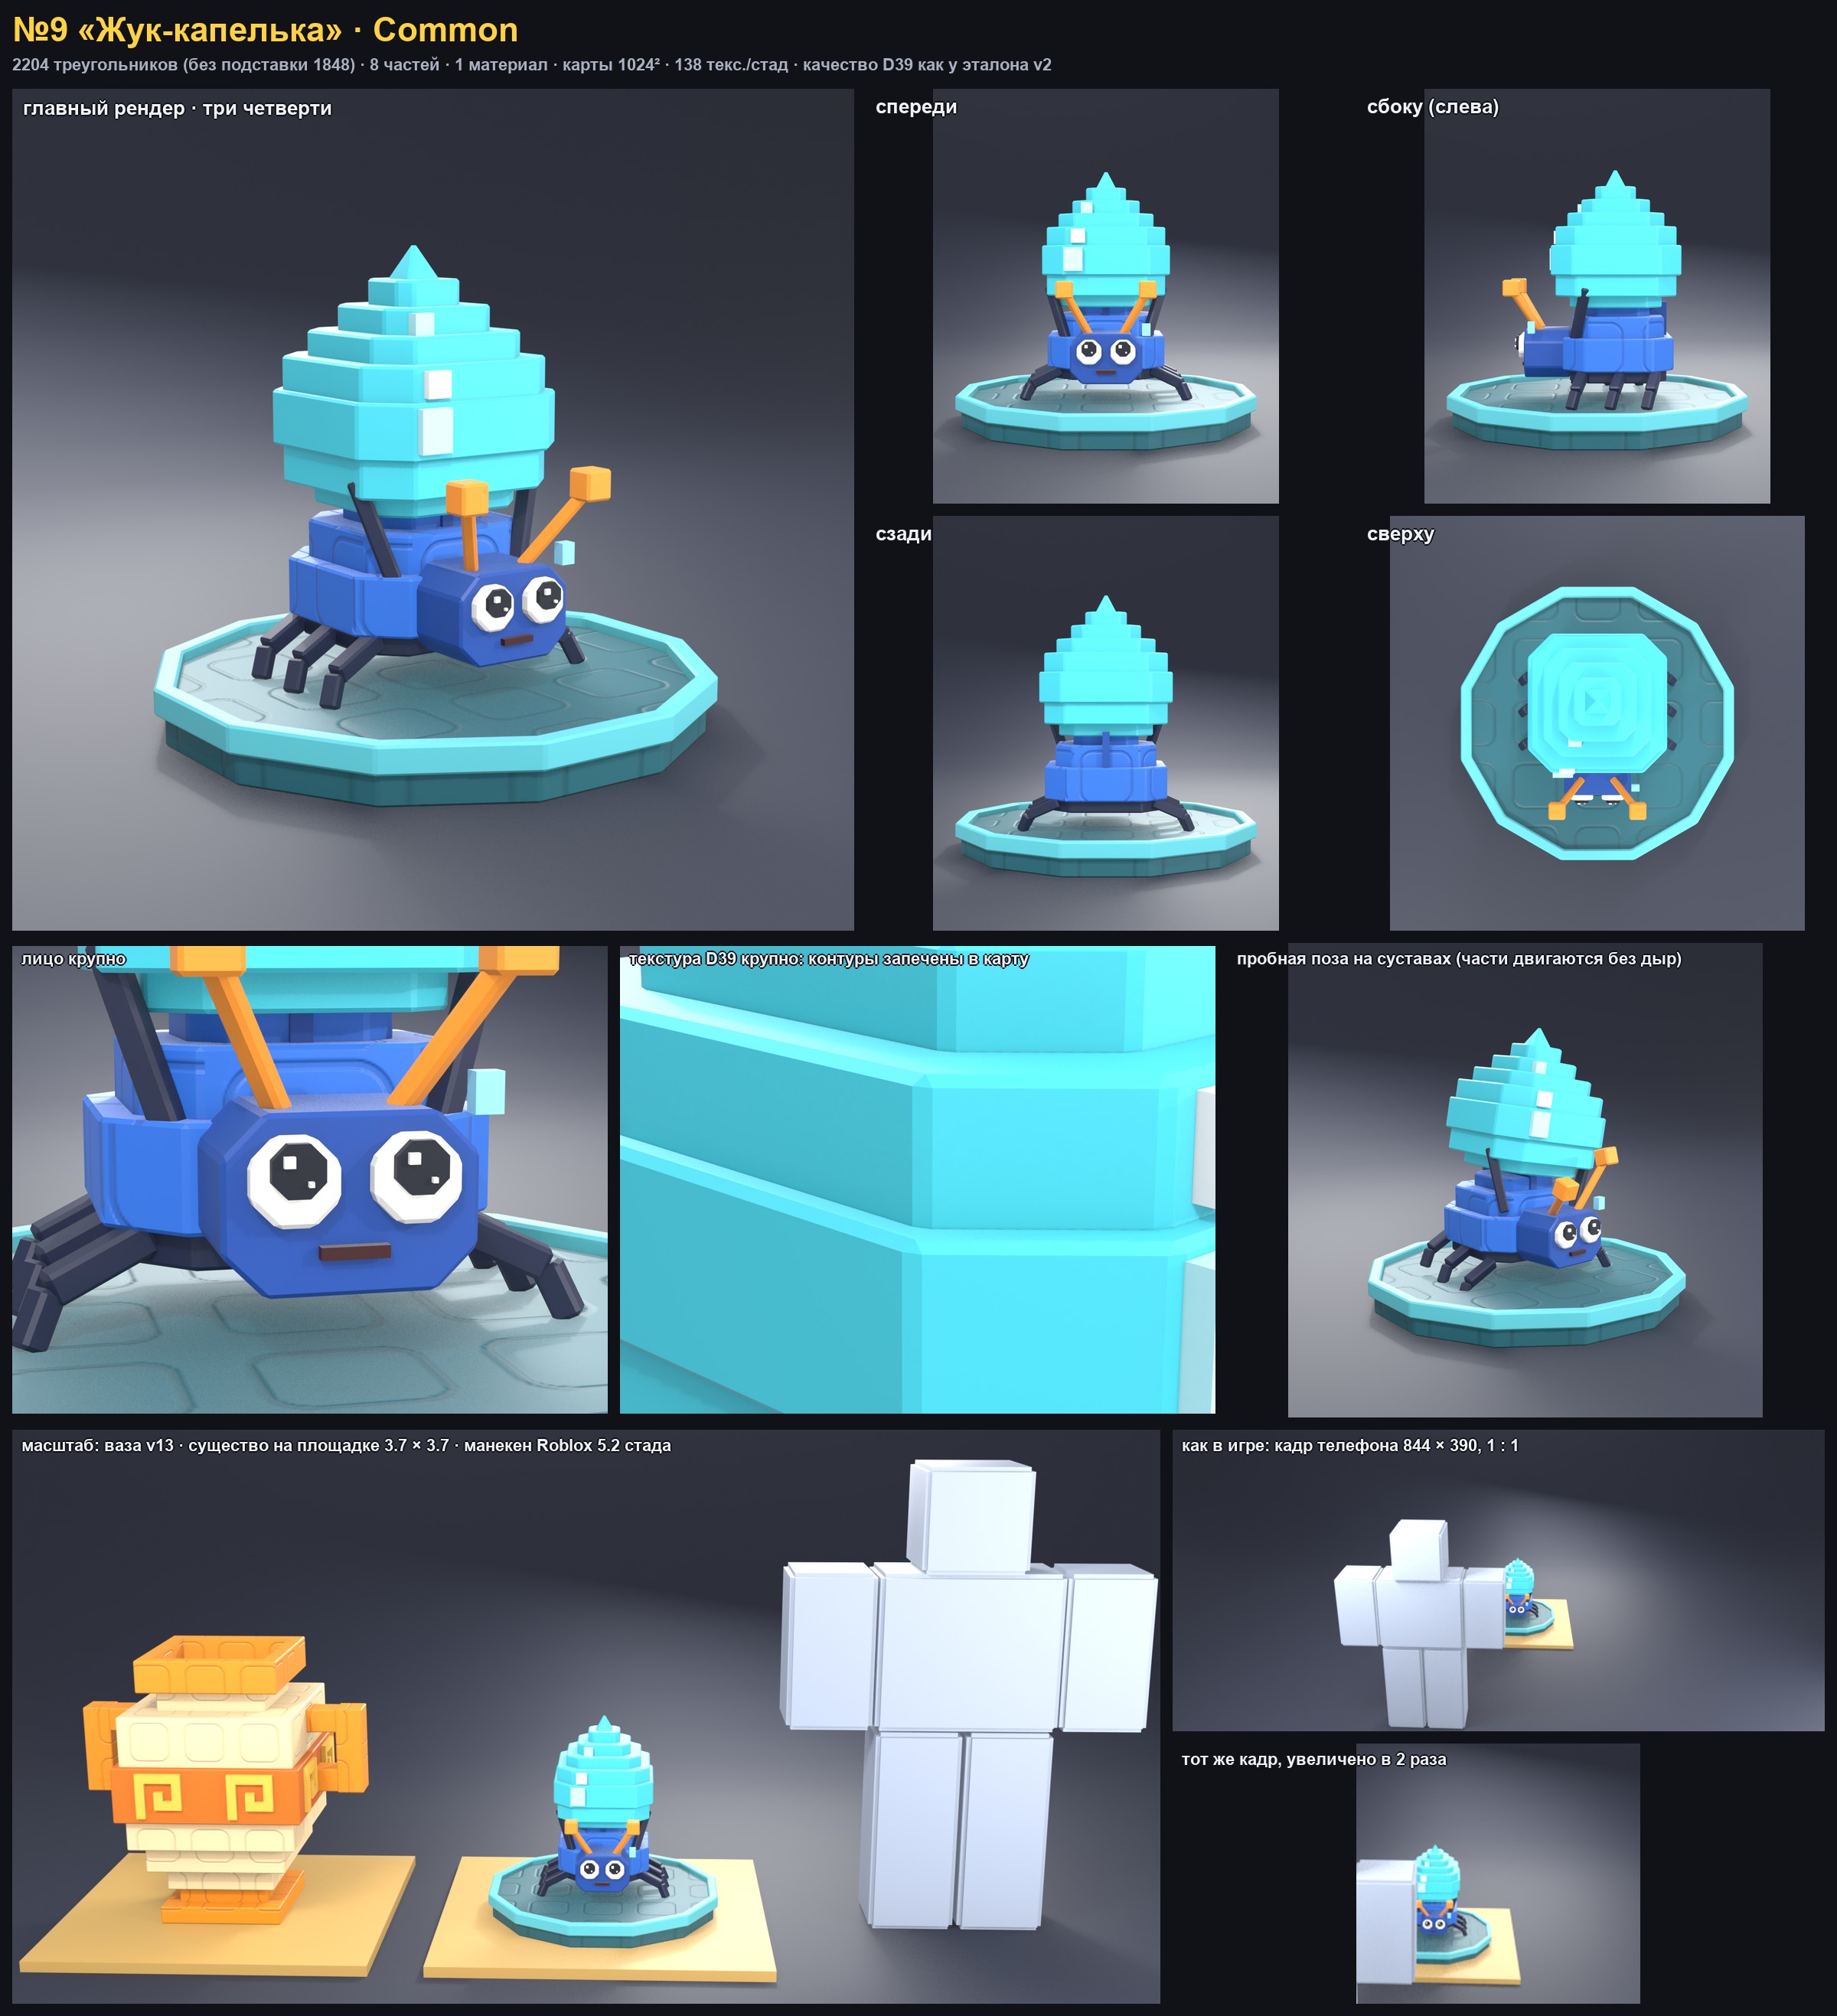 №9 «Жук-капелька» · Common
2204 треугольников (без подставки 1848) · 8 частей · 1 материал · карты 1024² · 138 текс./стад · качество D39 как у эталона v2
главный рендер · три четверти
спереди
сбоку (слева)
сзади
сверху
лицо крупно
текстура D39 крупно: контуры запечены в карту
пробная поза на суставах (части двигаются без дыр)
масштаб: ваза v13 · существо на площадке 3.7 × 3.7 · манекен Roblox 5.2 стада
как в игре: кадр телефона 844 × 390, 1 : 1
тот же кадр, увеличено в 2 раза